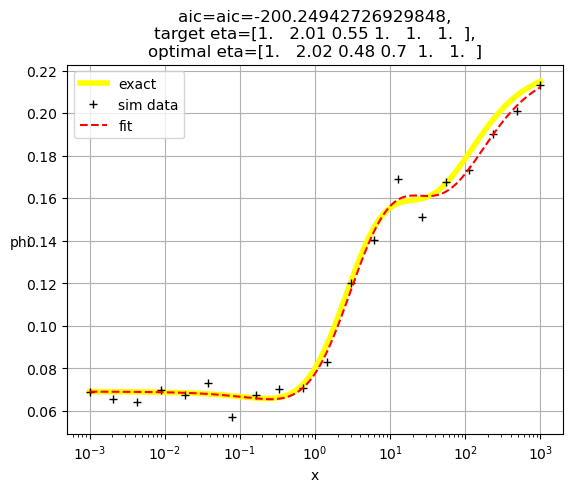 aic=aic=-200.24942726929848,
target eta=[1.   2.01 0.55 1.   1.   1.  ],
optimal eta=[1.   2.02 0.48 0.7  1.   1.  ]
exact
sim data
fit
0.22
0.20
0.18
0.16
0.14
0.12
0.10
0.08
0.06
phi
10⁻³
10⁻²
10⁻¹
10⁰
10¹
10²
10³
x